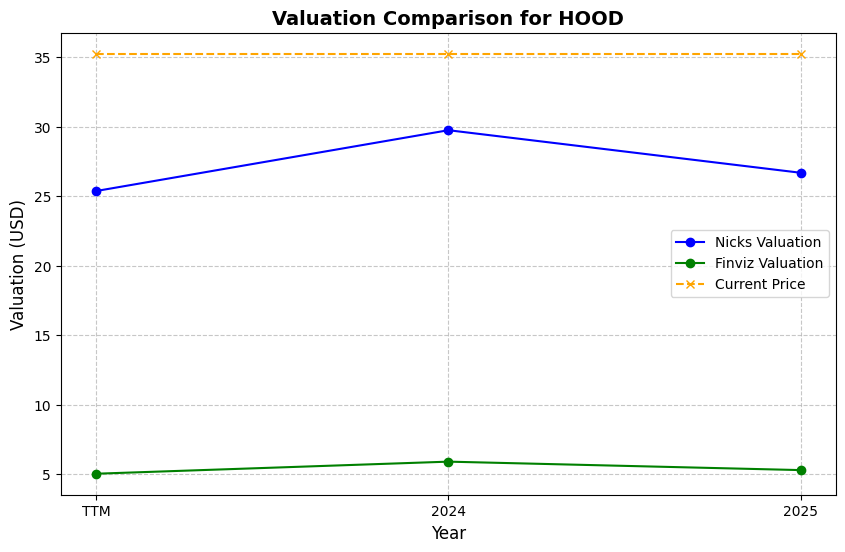 Valuation Comparison for HOOD
Valuation (USD)
35
30
25
20
15
10
5
Nicks Valuation
Finviz Valuation
Current Price
TTM
2024
2025
Year